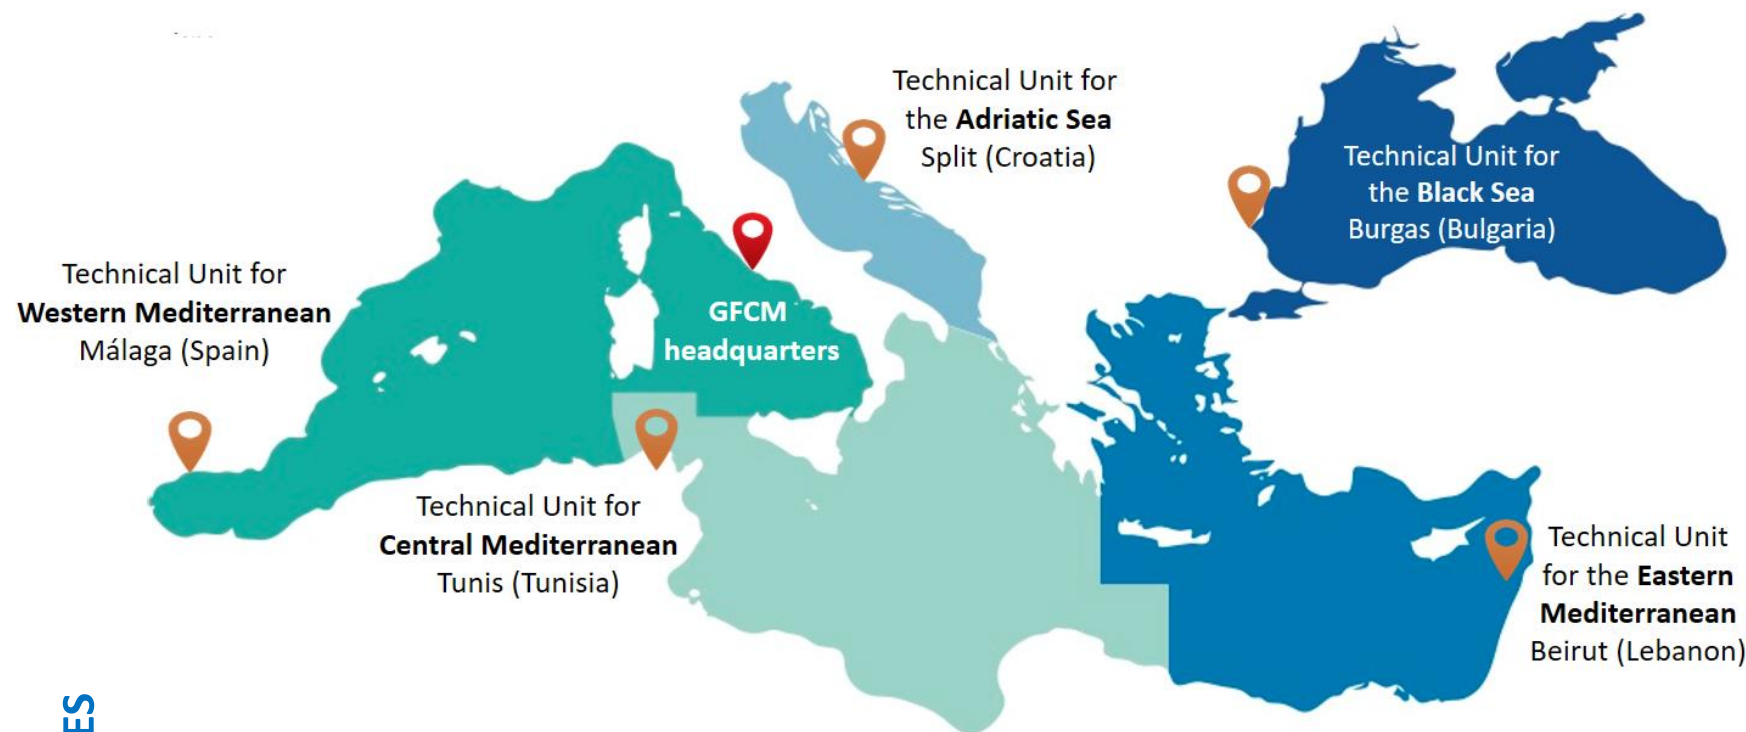 Technical Unit for
the Adriatic Sea
Split (Croatia)
Technical Unit for
the Black Sea
Burgas (Bulgaria)
Technical Unit for
Western Mediterranean
Málaga (Spain)
GFCM
headquarters
Technical Unit for
Central Mediterranean
Tunis (Tunisia)
Technical Unit
for the Eastern
Mediterranean
Beirut (Lebanon)
ES